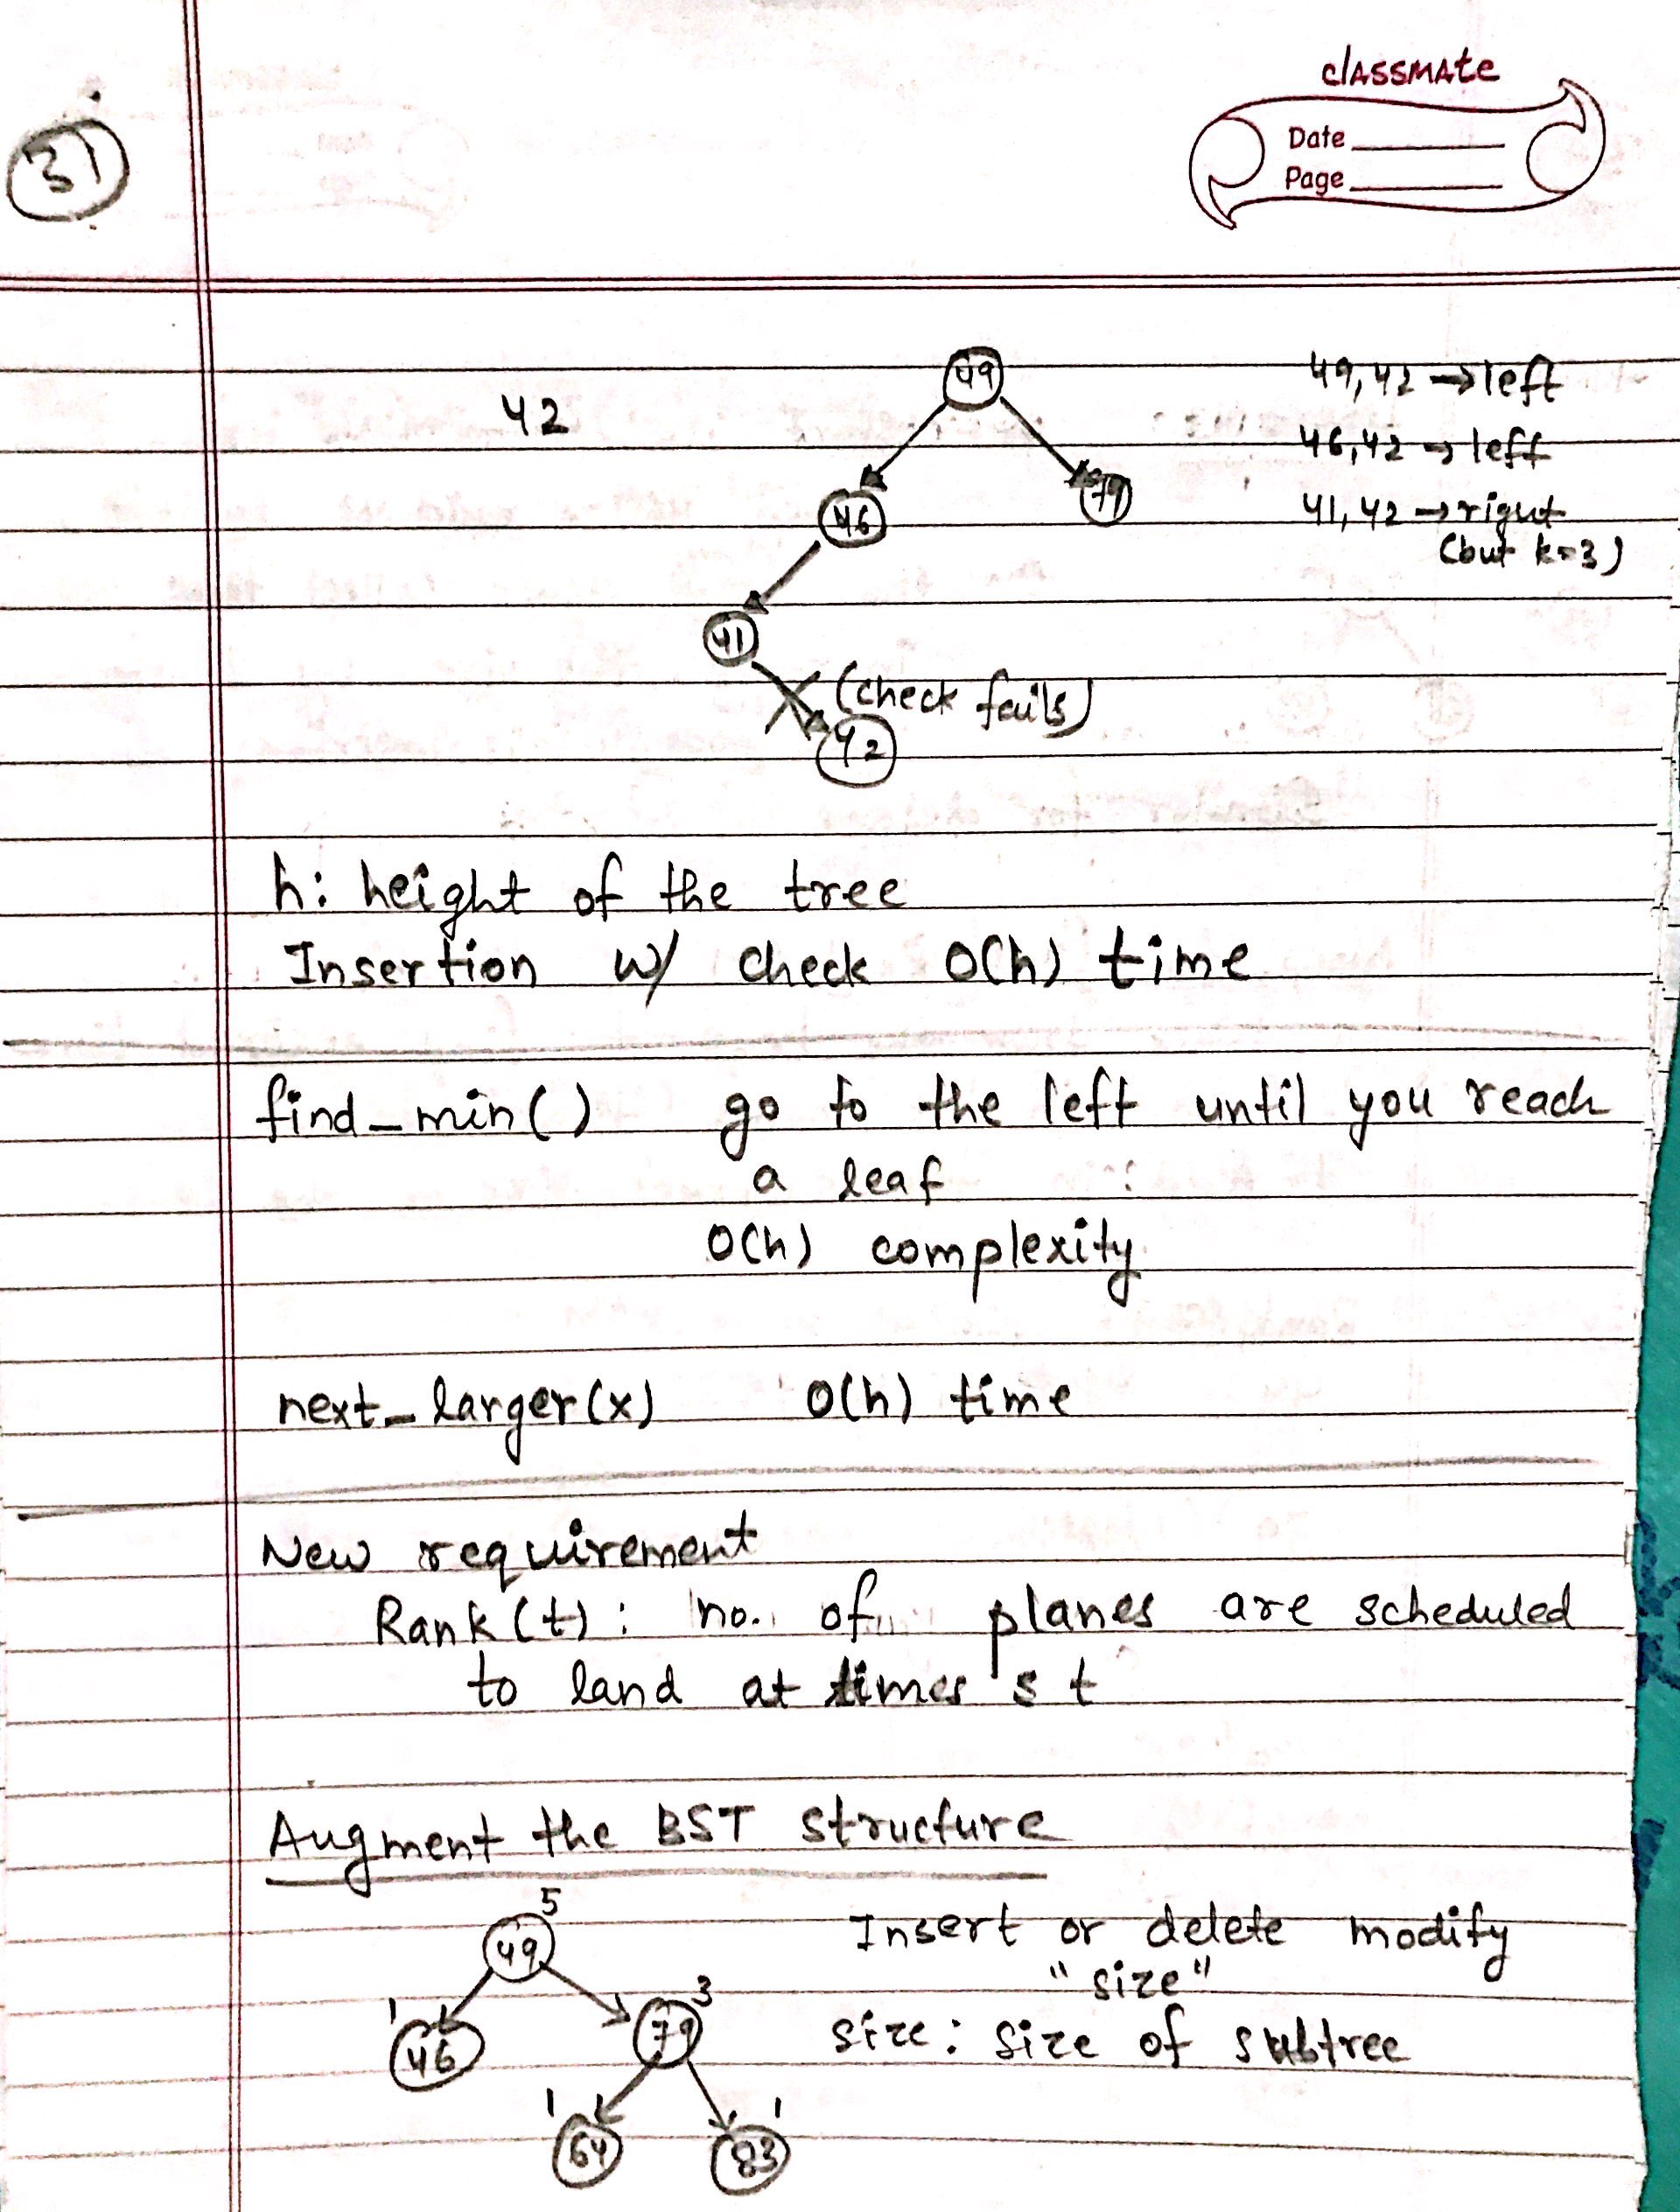 classmate
Date
Page
31
49
42
46
79
41
(check fails)
42
49, 42 → left
46, 42 → left
41, 42 → right
(but k=3)
h: height of the tree
Insertion w/ check O(h) time
find_min() go to the left until you reach
a leaf
O(h) complexity
next_larger(x) O(h) time
New requirement
Rank(t): no. of planes are scheduled
to land at times ≤ t
Augment the BST structure
5
49
1
46
3
79
1
64
1
83
Insert or delete modify
"size"
size: size of subtree